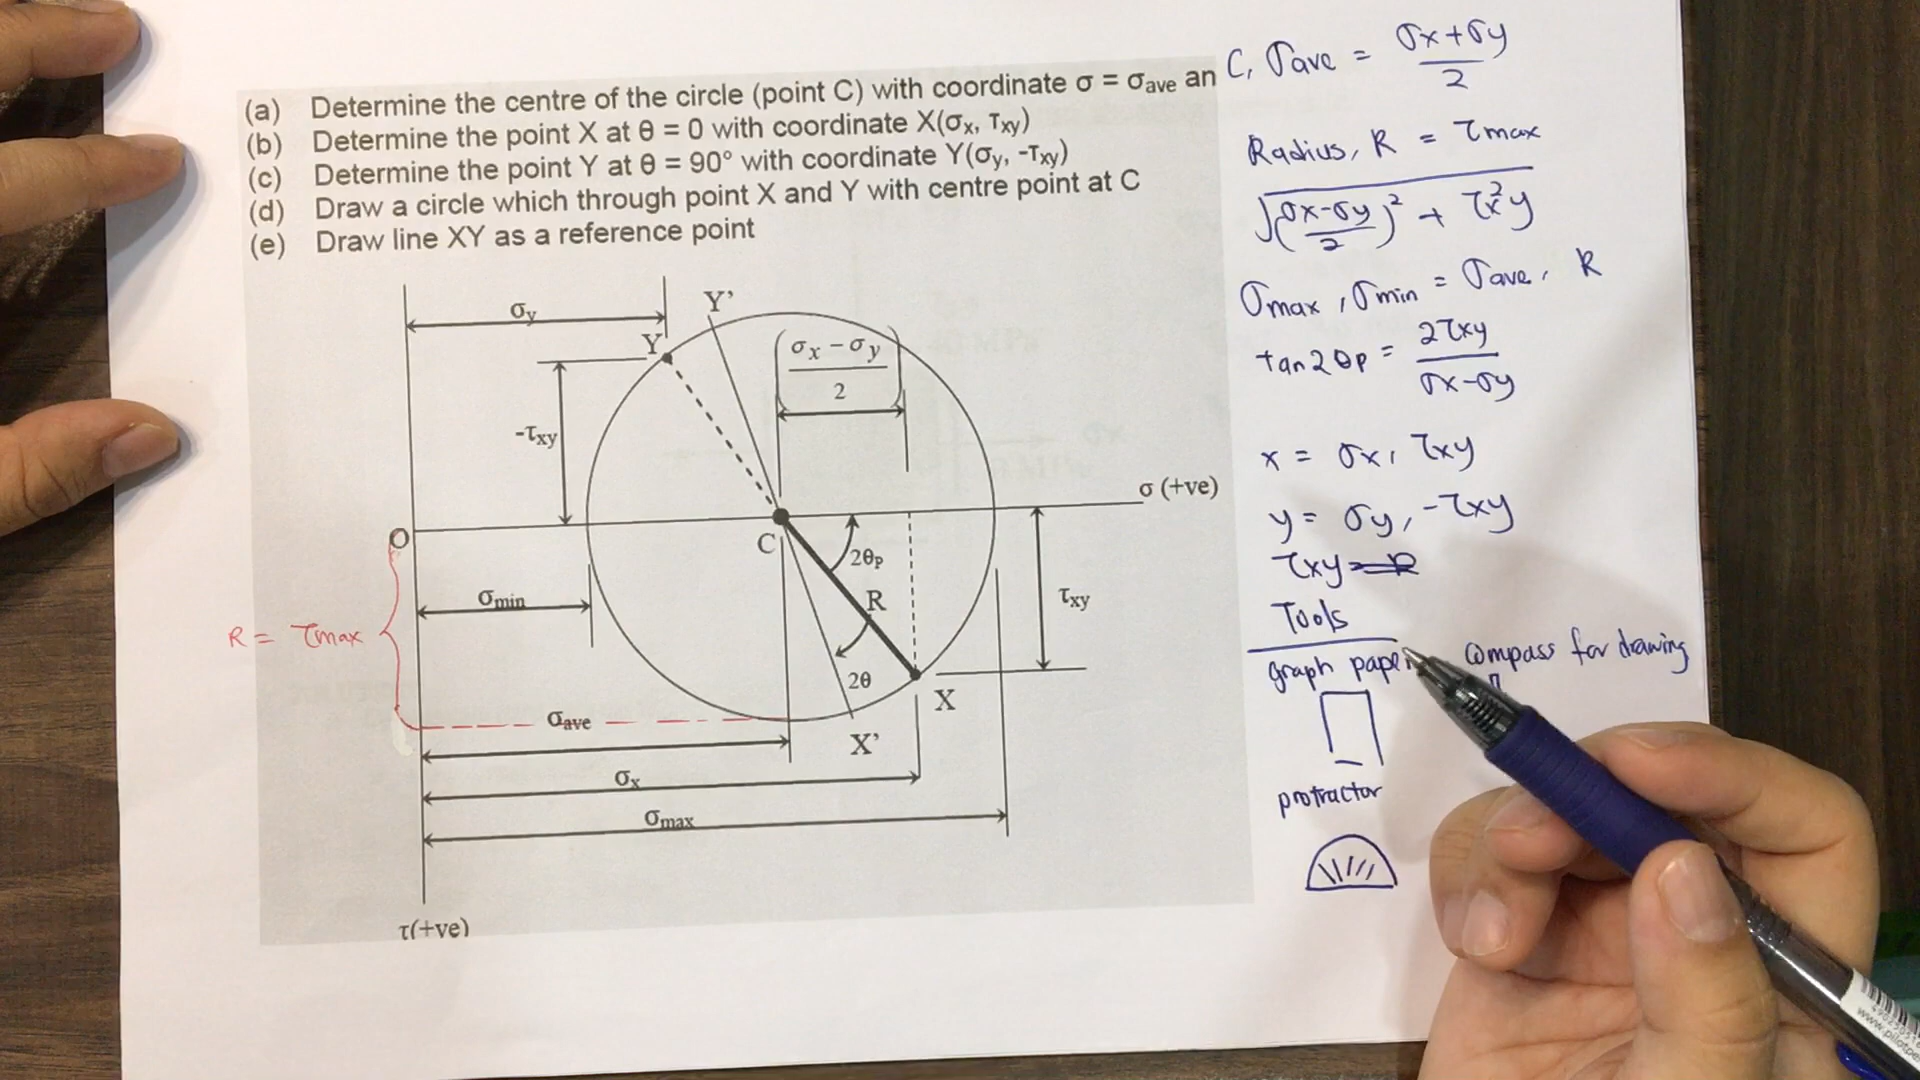 (a) Determine the centre of the circle (point C) with coordinate σ = σave an
(b) Determine the point X at θ = 0 with coordinate X(σx, τxy)
(c) Determine the point Y at θ = 90° with coordinate Y(σy, -τxy)
(d) Draw a circle which through point X and Y with centre point at C
(e) Draw line XY as a reference point
σy
Y'
Y
(σx – σy
2)
-τxy
σ (+ve)
O
C
2θp
σmin
R
τxy
R = τmax
2θ
X
σave
X'
σx
σmax
τ(+ve)
C, σave = σx+σy
2
Radius, R = τmax
√(σx-σy
2)² + τx²y
σmax, σmin = σave, R
tan2θp = 2τxy
σx-σy
x = σx, τxy
y = σy, -τxy
τxy = R
Tools
graph pape
compass for drawing
protractor